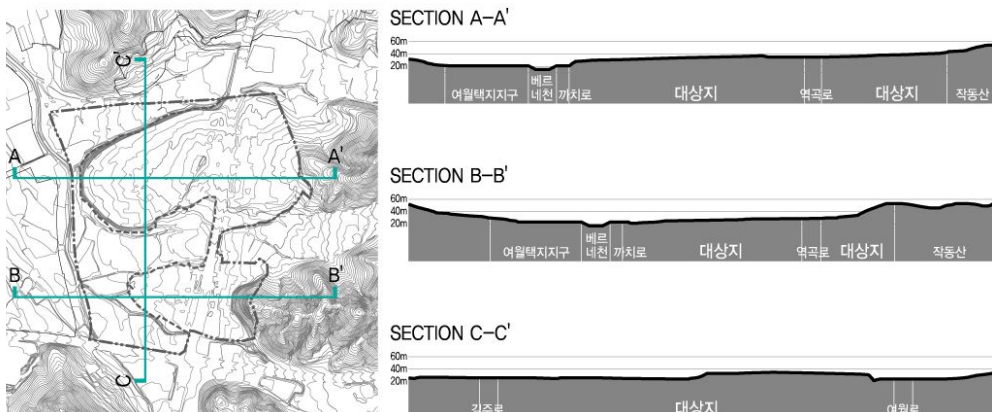 C'
A
A'
B
B'
C
SECTION A-A'
60m
40m
20m
여월택지지구
베르
네천
까치로
대상지
역곡로
대상지
작동산
SECTION B-B'
60m
40m
20m
여월택지지구
베르
네천
까치로
대상지
역곡로
대상지
작동산
SECTION C-C'
60m
40m
20m
길주로
대상지
여월로